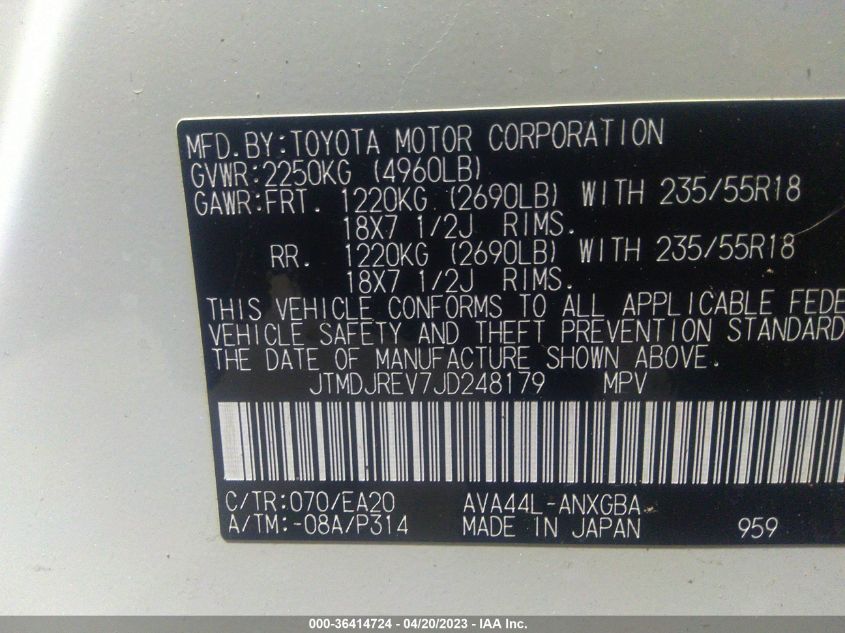 MFD. BY: TOYOTA MOTOR CORPORATION
GVWR: 2250KG (4960LB)
GAWR: FRT. 1220KG (2690LB) WITH 235/55R18
18X7 1/2J RIMS.
RR. 1220KG (2690LB) WITH 235/55R18
18X7 1/2J RIMS.
THIS VEHICLE CONFORMS TO ALL APPLICABLE FEDE
VEHICLE SAFETY AND THEFT PREVENTION STANDARD
THE DATE OF MANUFACTURE SHOWN ABOVE.
JTMDJREV7JD248179 MPV
C/TR: 070/EA20 AVA44L-ANXGBA
A/TM: -08A/P314 MADE IN JAPAN 959
000-36414724 - 04/20/2023 - IAA Inc.